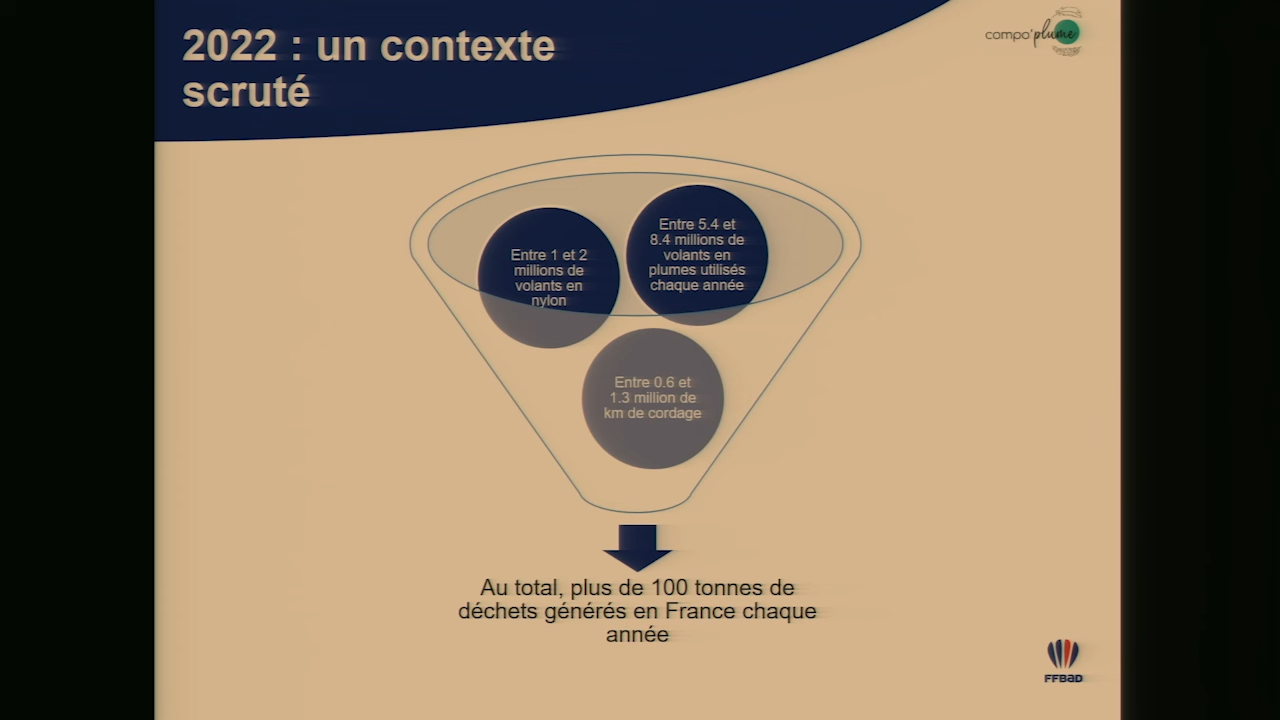 2022 : un contexte
scruté
compo'plume
Entre 1 et 2
millions de
volants en
nylon
Entre 5.4 et
8.4 millions de
volants en
plumes utilisés
chaque année
Entre 0.6 et
1.3 million de
km de cordage
Au total, plus de 100 tonnes de
déchets générés en France chaque
année
FFBaD